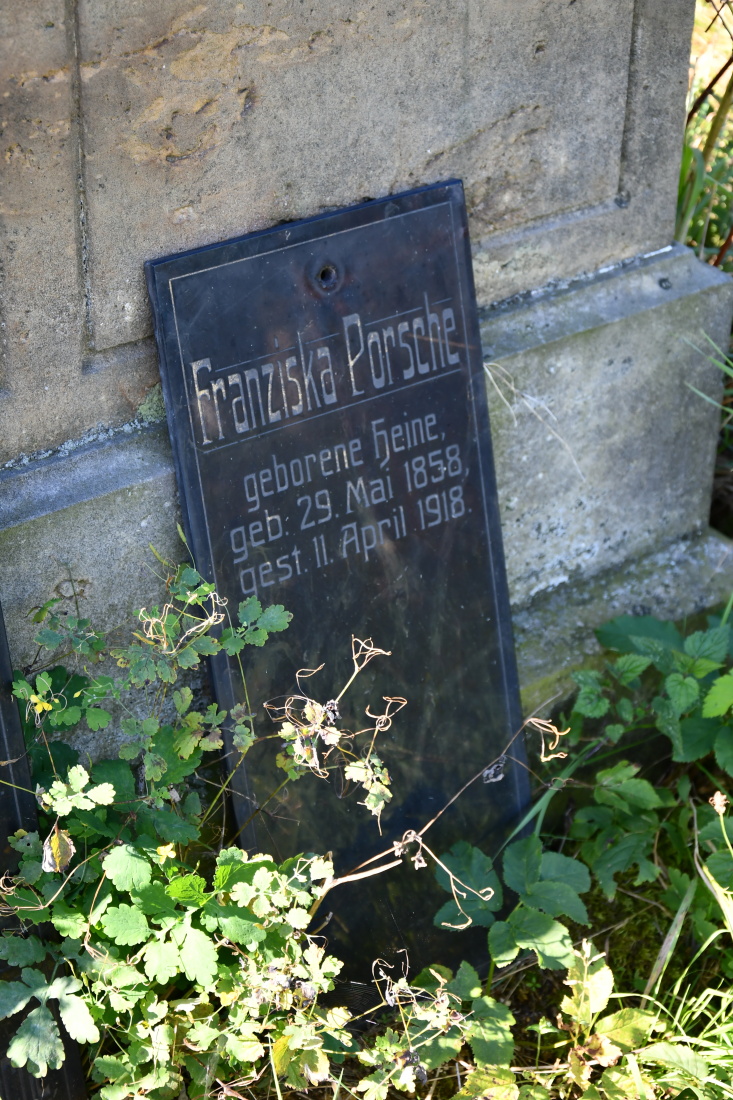 Franziska Porsche
geborene Heine,
geb. 29. Mai 1858,
gest. 11. April 1918.